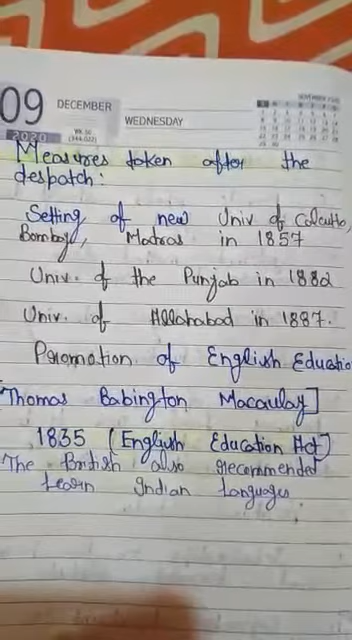 09 DECEMBER
WEDNESDAY
2020
Measures taken after the
despatch:
Setting of new Univ of Calcutta,
Bombay, Madras in 1857
Univ. of the Punjab in 1882
Univ. of Allahabad in 1887.
Peromation of English Educatio
[Thomas Babington Macaulay]
1835 (English Education Act)
The British also recommended
Learn Indian Languages